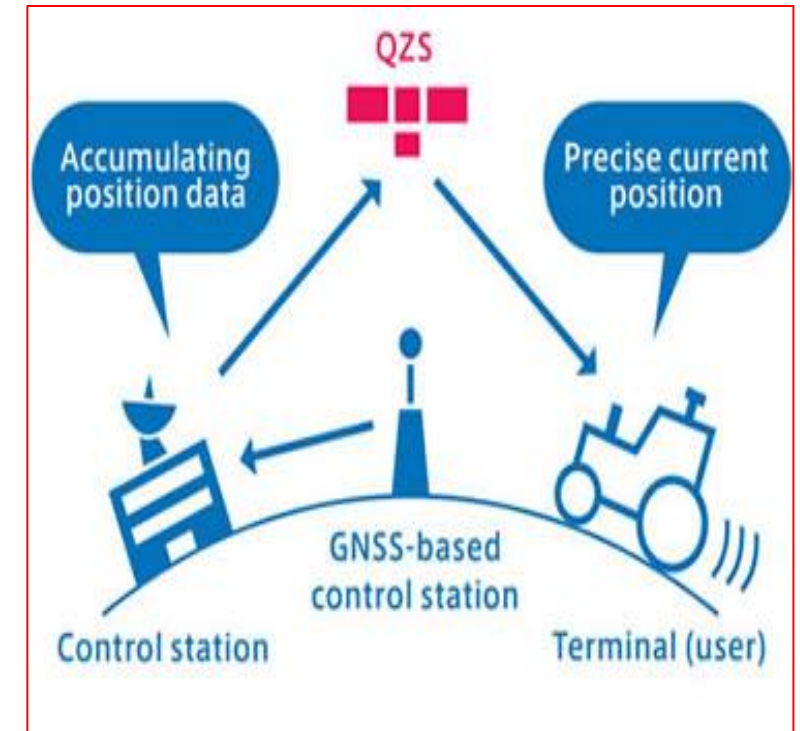 QZS
Accumulating
position data
Precise current
position
GNSS-based
control station
Control station
Terminal (user)